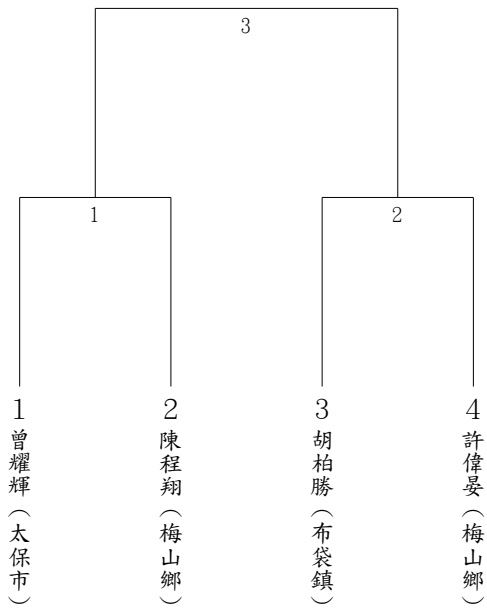 3
1
2
1 曾耀輝（太保市）
2 陳程翔（梅山鄉）
3 胡柏勝（布袋鎮）
4 許偉晏（梅山鄉）